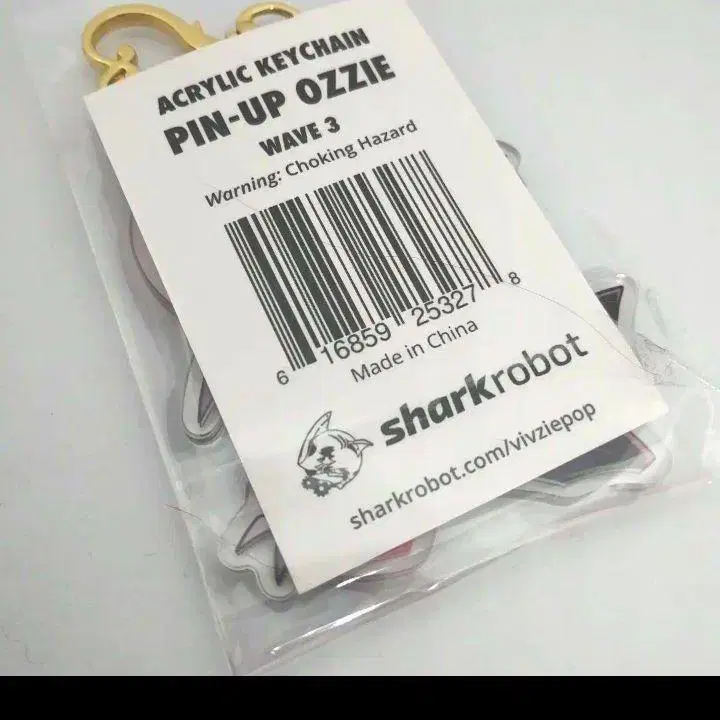 ACRYLIC KEYCHAIN
PIN-UP OZZIE
WAVE 3
Warning: Choking Hazard
6 16859 25327 8
Made in China
sharkrobot
sharkrobot.com/vivziepop